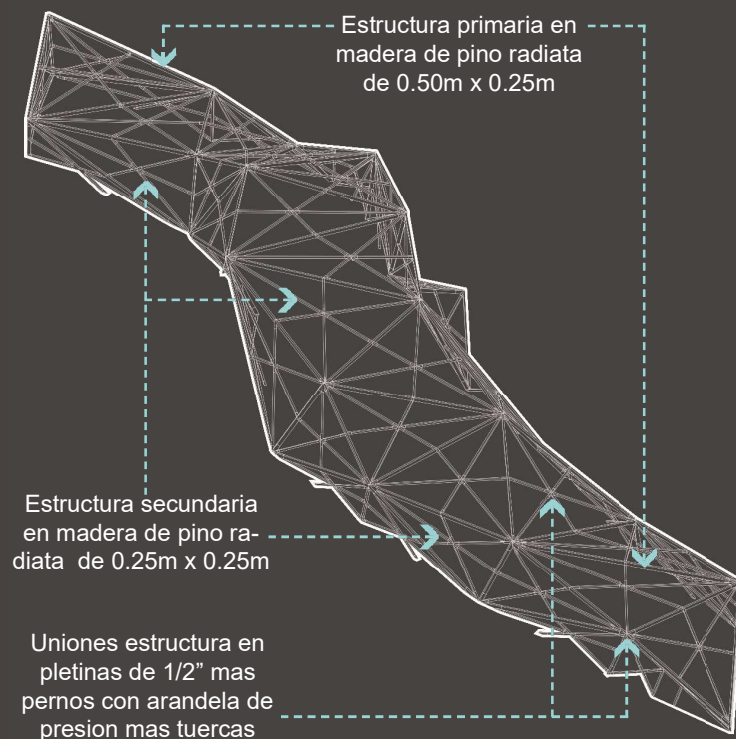 Estructura primaria en
madera de pino radiata
de 0.50m x 0.25m
Estructura secundaria
en madera de pino ra-
diata  de 0.25m x 0.25m
Uniones estructura en
pletinas de 1/2” mas
pernos con arandela de
presion mas tuercas